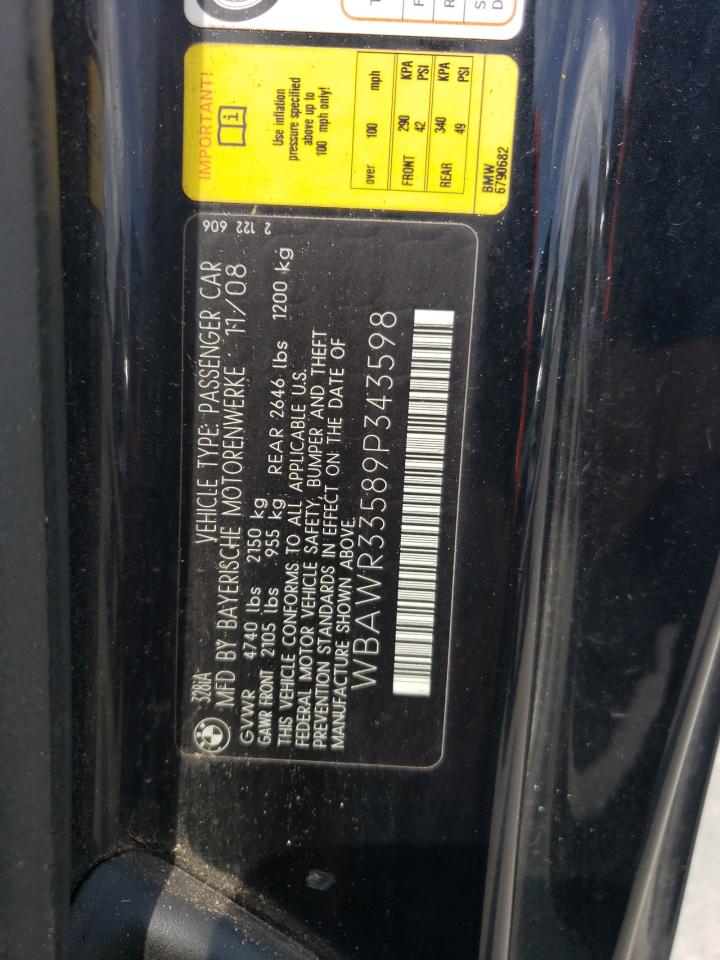 328iA
VEHICLE TYPE: PASSENGER CAR
MFD BY BAYERISCHE MOTORENWERKE 11/08
GVWR 4740 lbs 2150 kg
GAWR FRONT 2105 lbs 955 kg REAR 2646 lbs 1200 kg
THIS VEHICLE CONFORMS TO ALL APPLICABLE U.S.
FEDERAL MOTOR VEHICLE SAFETY, BUMPER AND THEFT
PREVENTION STANDARDS IN EFFECT ON THE DATE OF
MANUFACTURE SHOWN ABOVE.
WBAWR33589P343598
2 122 606
IMPORTANT!
i
Use inflation
pressure specified
above up to
100 mph only!
over 100 mph
FRONT 290 KPA
42 PSI
REAR 340 KPA
49 PSI
BMW
6790682